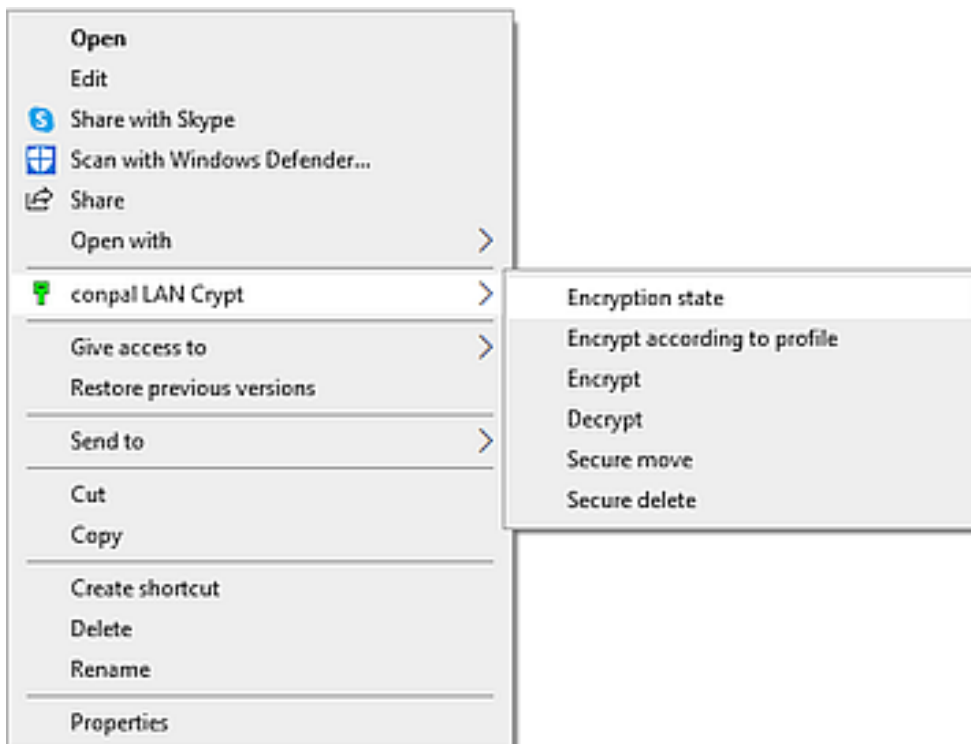 Open
Edit
Share with Skype
Scan with Windows Defender...
Share
Open with
conpal LAN Crypt
Give access to
Restore previous versions
Send to
Cut
Copy
Create shortcut
Delete
Rename
Properties
Encryption state
Encrypt according to profile
Encrypt
Decrypt
Secure move
Secure delete